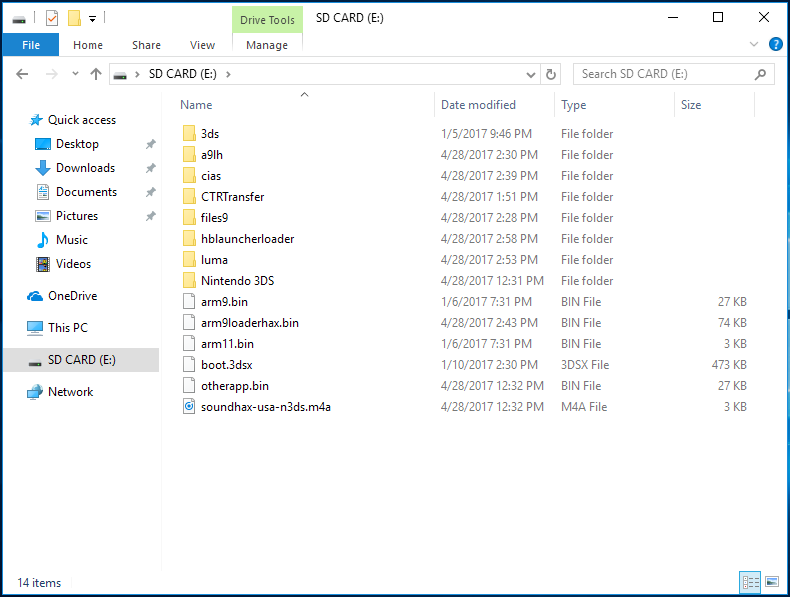 Drive Tools SD CARD (E:)
File Home Share View Manage
SD CARD (E:) Search SD CARD (E:)
Name Date modified Type Size
Quick access
Desktop
Downloads
Documents
Pictures
Music
Videos
OneDrive
This PC
SD CARD (E:)
Network
3ds 1/5/2017 9:46 PM File folder
a9lh 4/28/2017 2:30 PM File folder
cias 4/28/2017 2:39 PM File folder
CTRTransfer 4/28/2017 1:51 PM File folder
files9 4/28/2017 2:28 PM File folder
hblauncherloader 4/28/2017 2:58 PM File folder
luma 4/28/2017 2:53 PM File folder
Nintendo 3DS 4/28/2017 12:31 PM File folder
arm9.bin 1/6/2017 7:31 PM BIN File 27 KB
arm9loaderhax.bin 4/28/2017 2:43 PM BIN File 74 KB
arm11.bin 1/6/2017 7:31 PM BIN File 3 KB
boot.3dsx 1/10/2017 2:30 PM 3DSX File 473 KB
otherapp.bin 4/28/2017 12:32 PM BIN File 27 KB
soundhax-usa-n3ds.m4a 4/28/2017 12:32 PM M4A File 3 KB
14 items